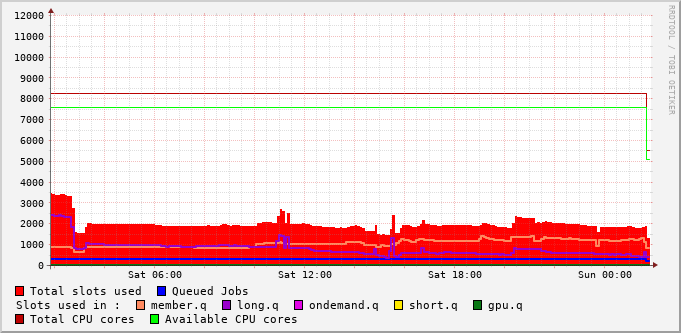 12000
11000
10000
9000
8000
7000
6000
5000
4000
3000
2000
1000
0
Sat 06:00 Sat 12:00 Sat 18:00 Sun 00:00
RRDTOOL / TOBI OETIKER
Total slots used Queued Jobs
Slots used in : member.q long.q ondemand.q short.q gpu.q
Total CPU cores Available CPU cores